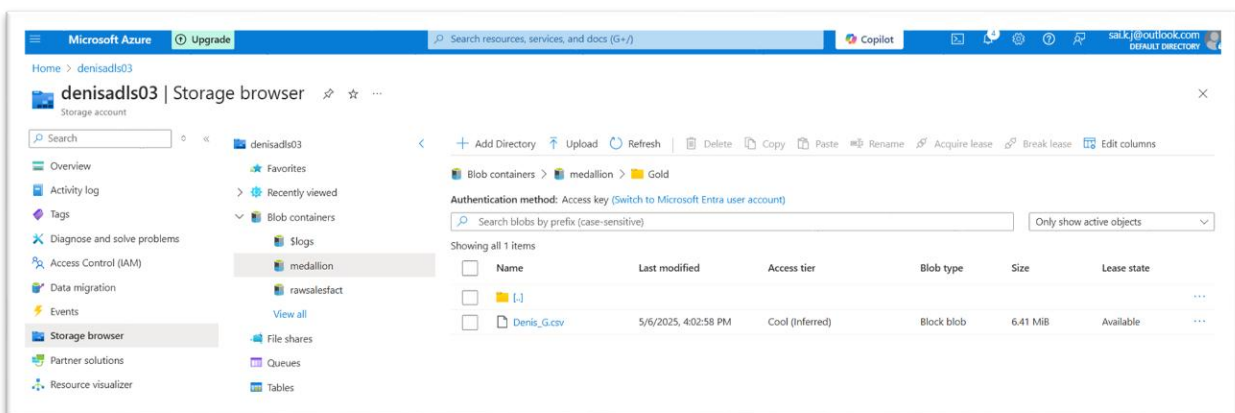 Microsoft Azure
Upgrade
Search resources, services, and docs (G+/)
Copilot
4
sai.k.j@outlook.com
DEFAULT DIRECTORY
Home > denisadls03
denisadls03 | Storage browser
Storage account
Search
Overview
Activity log
Tags
Diagnose and solve problems
Access Control (IAM)
Data migration
Events
Storage browser
Partner solutions
Resource visualizer
denisadls03
Favorites
Recently viewed
Blob containers
$logs
medallion
rawsalesfact
View all
File shares
Queues
Tables
Add Directory Upload Refresh Delete Copy Paste Rename Acquire lease Break lease Edit columns
Blob containers > medallion > Gold
Authentication method: Access key (Switch to Microsoft Entra user account)
Search blobs by prefix (case-sensitive)
Only show active objects
Showing all 1 items
Name Last modified Access tier Blob type Size Lease state
[..]
Denis_G.csv 5/6/2025, 4:02:58 PM Cool (Inferred) Block blob 6.41 MiB Available